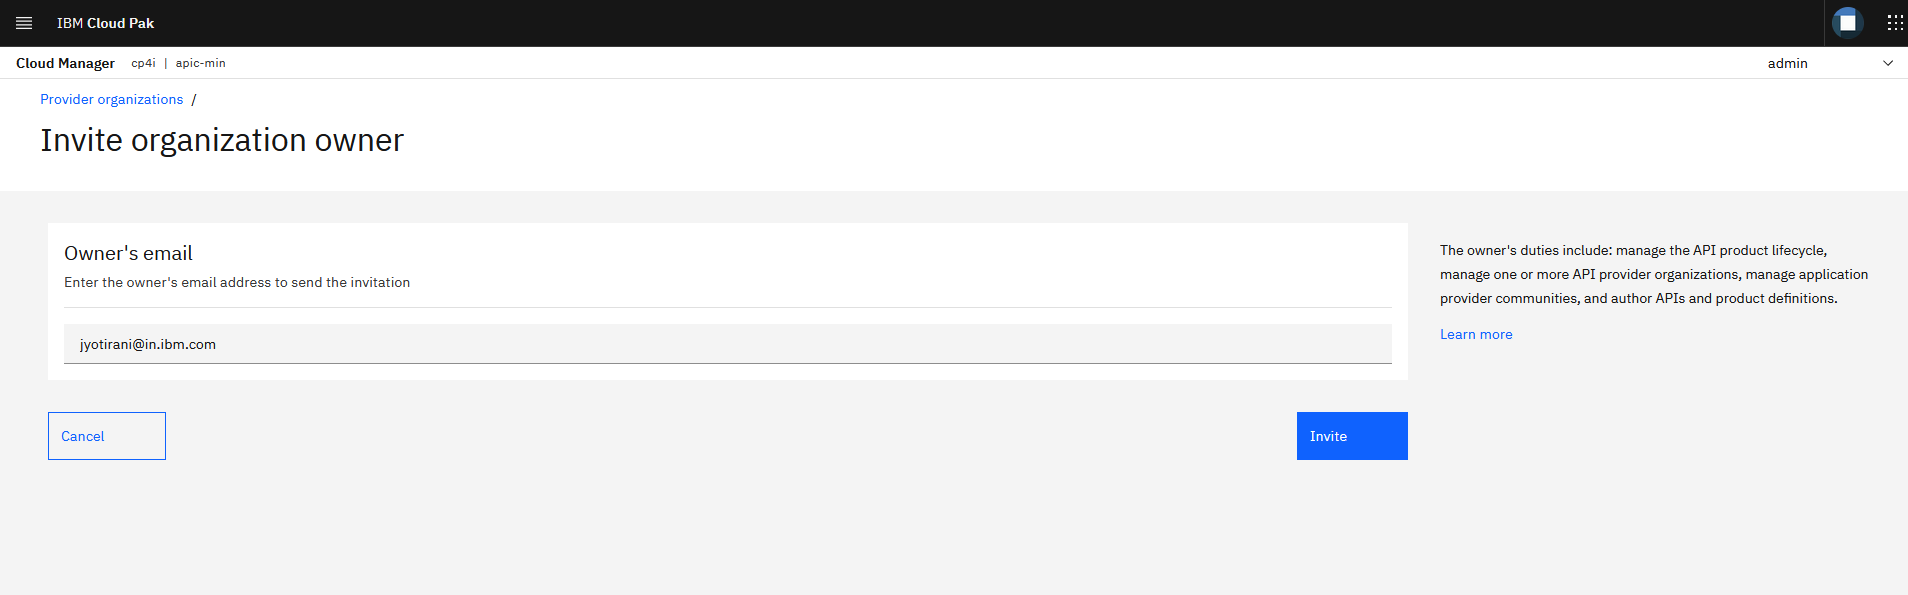 IBM Cloud Pak
Cloud Manager cp4i | apic-min admin
Provider organizations /
Invite organization owner
Owner's email
Enter the owner's email address to send the invitation
jyotirani@in.ibm.com
Cancel
Invite
The owner's duties include: manage the API product lifecycle,
manage one or more API provider organizations, manage application
provider communities, and author APIs and product definitions.
Learn more